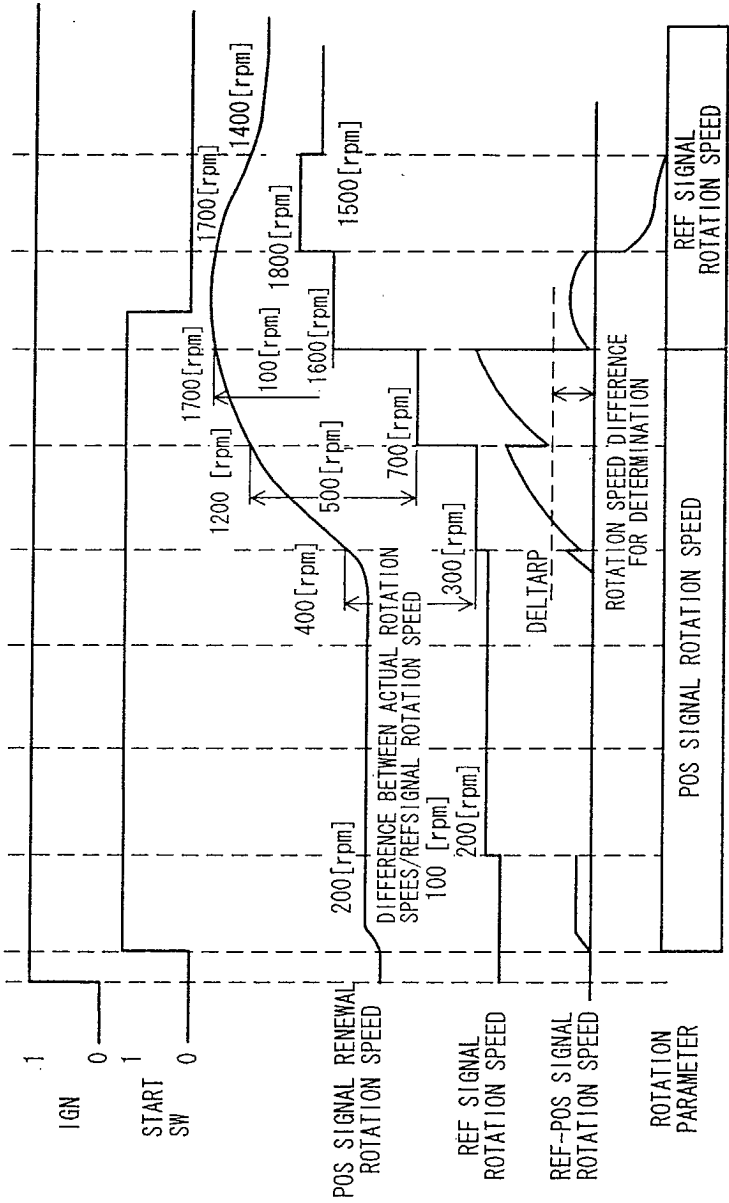 IGN
1
0
START
SW
1
0
POS SIGNAL RENEWAL
ROTATION SPEED
200[rpm]
400[rpm]
1200 [rpm]
1700[rpm]
1700[rpm]
1400[rpm]
DIFFERENCE BETWEEN ACTUAL ROTATION
SPEES/REFSIGNAL ROTATION SPEED
100 [rpm]
500[rpm]
100[rpm]
REF SIGNAL
ROTATION SPEED
200[rpm]
300[rpm]
700[rpm]
1600[rpm]
1800[rpm]
1500[rpm]
REF-POS SIGNAL
ROTATION SPEED
DELTARP
ROTATION SPEED DIFFERENCE
FOR DETERMINATION
ROTATION
PARAMETER
POS SIGNAL ROTATION SPEED
REF SIGNAL
ROTATION SPEED